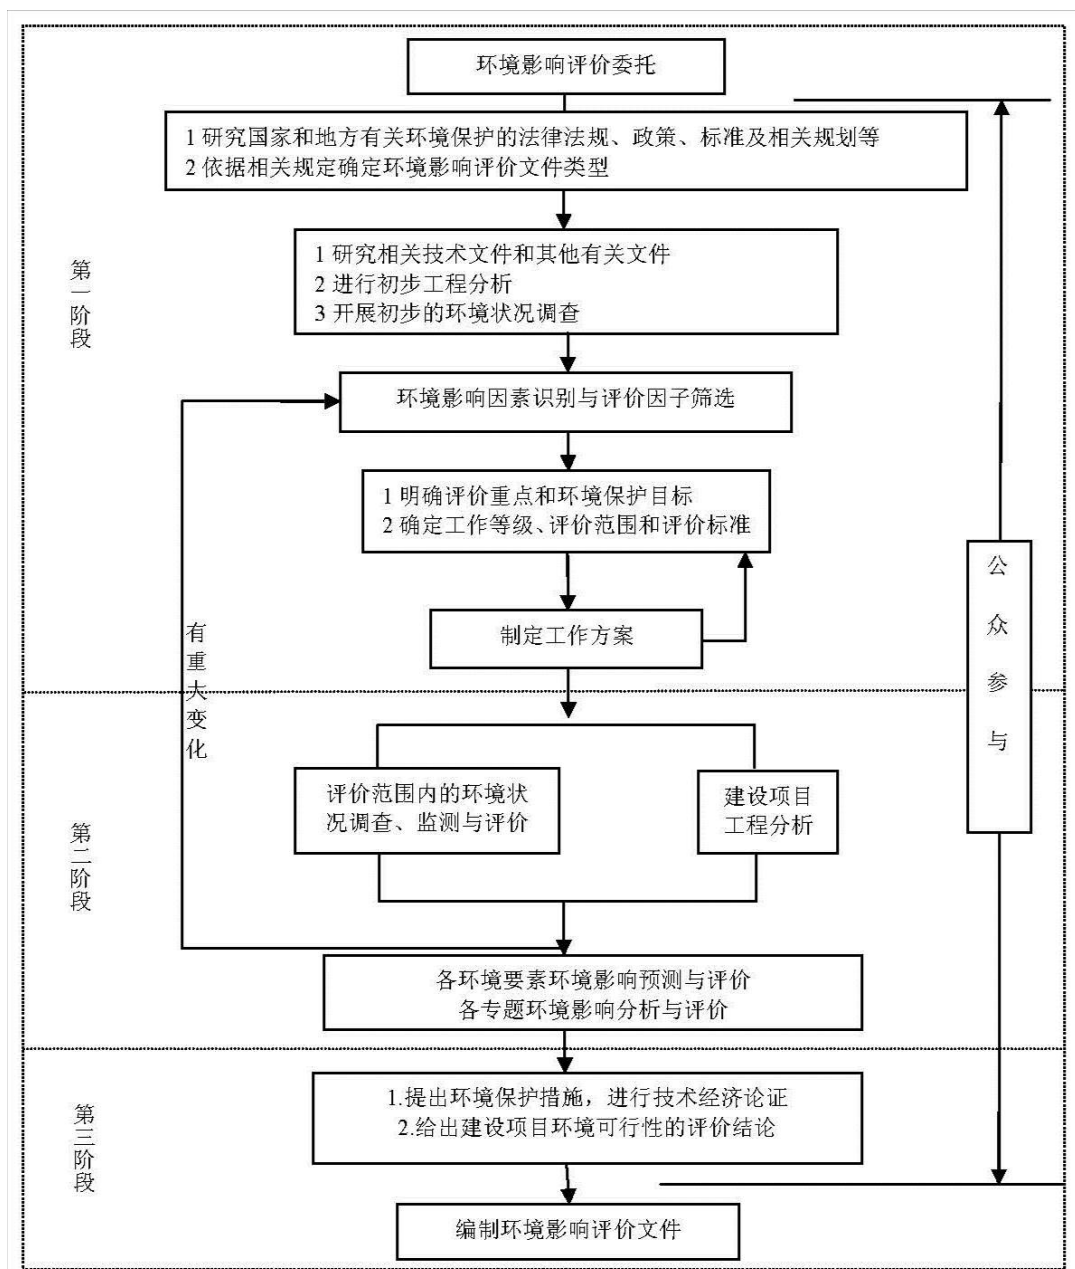 环境影响评价委托
1 研究国家和地方有关环境保护的法律法规、政策、标准及相关规划等
2 依据相关规定确定环境影响评价文件类型
第一阶段
1 研究相关技术文件和其他有关文件
2 进行初步工程分析
3 开展初步的环境状况调查
环境影响因素识别与评价因子筛选
1 明确评价重点和环境保护目标
2 确定工作等级、评价范围和评价标准
公众参与
制定工作方案
有重大变化
第二阶段
评价范围内的环境状
况调查、监测与评价
建设项目
工程分析
各环境要素环境影响预测与评价
各专题环境影响分析与评价
第三阶段
1.提出环境保护措施，进行技术经济论证
2.给出建设项目环境可行性的评价结论
编制环境影响评价文件